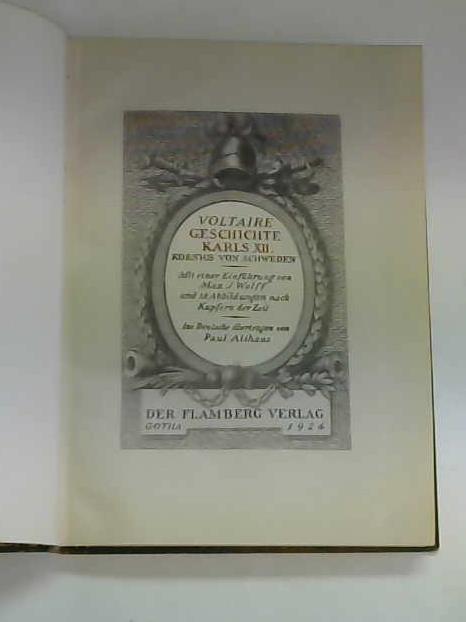 VOLTAIRE
GESCHICHTE
KARLS XII.
KOENIGS VON SCHWEDEN
Mit einer Einführung von
Max J Wolff
und 18 Abbildungen nach
Kupfern der Zeit
Ins Deutsche übertragen von
Paul Althaus
DER FLAMBERG VERLAG
GOTHA 1924